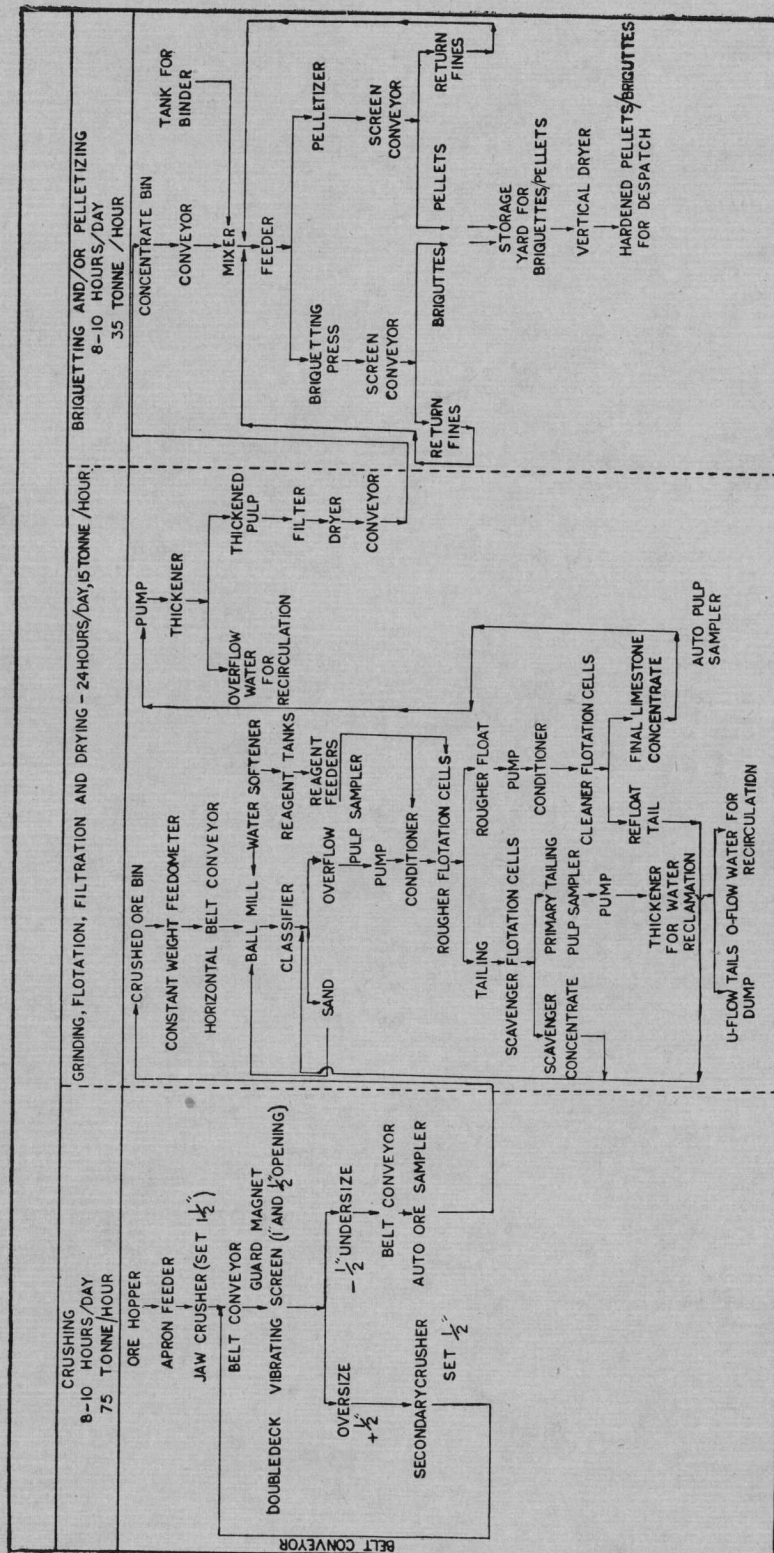 CRUSHING
8-10 HOURS/DAY
75 TONNE/HOUR
ORE HOPPER
APRON FEEDER
JAW CRUSHER (SET 1½")
BELT CONVEYOR
GUARD MAGNET
DOUBLEDECK VIBRATING SCREEN (1" AND ½" OPENING)
OVERSIZE
+½"
-½" UNDERSIZE
SECONDARY CRUSHER
SET ½"
BELT CONVEYOR
AUTO ORE SAMPLER
BELT CONVEYOR
GRINDING, FLOTATION, FILTRATION AND DRYING - 24 HOURS/DAY, 15 TONNE/HOUR
CRUSHED ORE BIN
CONSTANT WEIGHT FEEDOMETER
HORIZONTAL BELT CONVEYOR
BALL MILL
WATER SOFTENER
CLASSIFIER
REAGENT TANKS
REAGENT
FEEDERS
SAND
OVERFLOW
PULP SAMPLER
PUMP
CONDITIONER
ROUGHER FLOTATION CELLS
TAILING
ROUGHER FLOAT
SCAVENGER FLOTATION CELLS
PUMP
CONDITIONER
SCAVENGER
CONCENTRATE
PRIMARY TAILING
PULP SAMPLER
PUMP
CLEANER FLOTATION CELLS
REFLOAT
TAIL
FINAL LIMESTONE
CONCENTRATE
THICKENER
FOR WATER
RECLAMATION
AUTO PULP
SAMPLER
U-FLOW TAILS
DUMP
O-FLOW WATER FOR
RECIRCULATION
PUMP
THICKENER
OVERFLOW
WATER
FOR
RECIRCULATION
THICKENED
PULP
FILTER
DRYER
CONVEYOR
BRIQUETTING AND/OR PELLETIZING
8-10 HOURS/DAY
35 TONNE/HOUR
CONCENTRATE BIN
CONVEYOR
TANK FOR
BINDER
MIXER
FEEDER
BRIQUETTING
PRESS
PELLETIZER
SCREEN
CONVEYOR
SCREEN
CONVEYOR
RETURN
FINES
BRIQUTTES
PELLETS
RETURN
FINES
STORAGE
YARD FOR
BRIQUETTES/PELLETS
VERTICAL DRYER
HARDENED PELLETS/BRIQUTTES
FOR DESPATCH